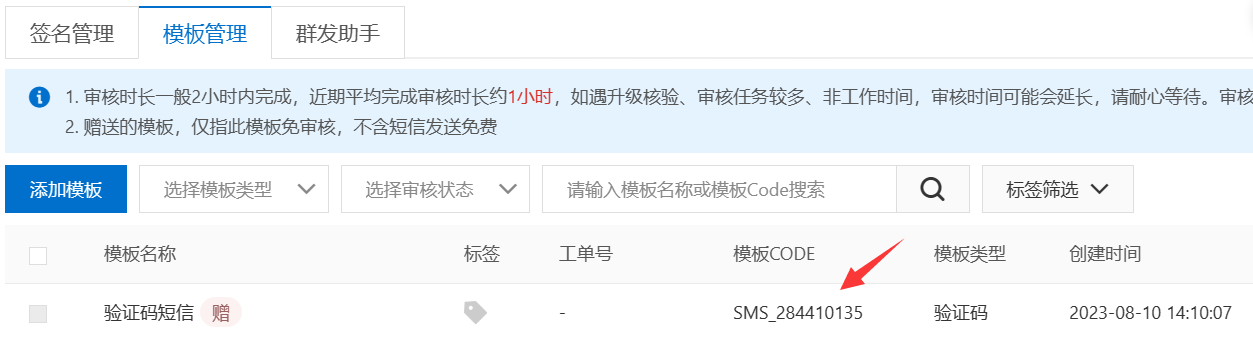 签名管理 模板管理 群发助手
1. 审核时长一般2小时内完成，近期平均完成审核时长约1小时，如遇升级核验、审核任务较多、非工作时间，审核时间可能会延长，请耐心等待。审核
2. 赠送的模板，仅指此模板免审核，不含短信发送免费
添加模板 选择模板类型 选择审核状态 请输入模板名称或模板Code搜索 标签筛选
模板名称 标签 工单号 模板CODE 模板类型 创建时间
验证码短信 赠 - SMS_284410135 验证码 2023-08-10 14:10:07